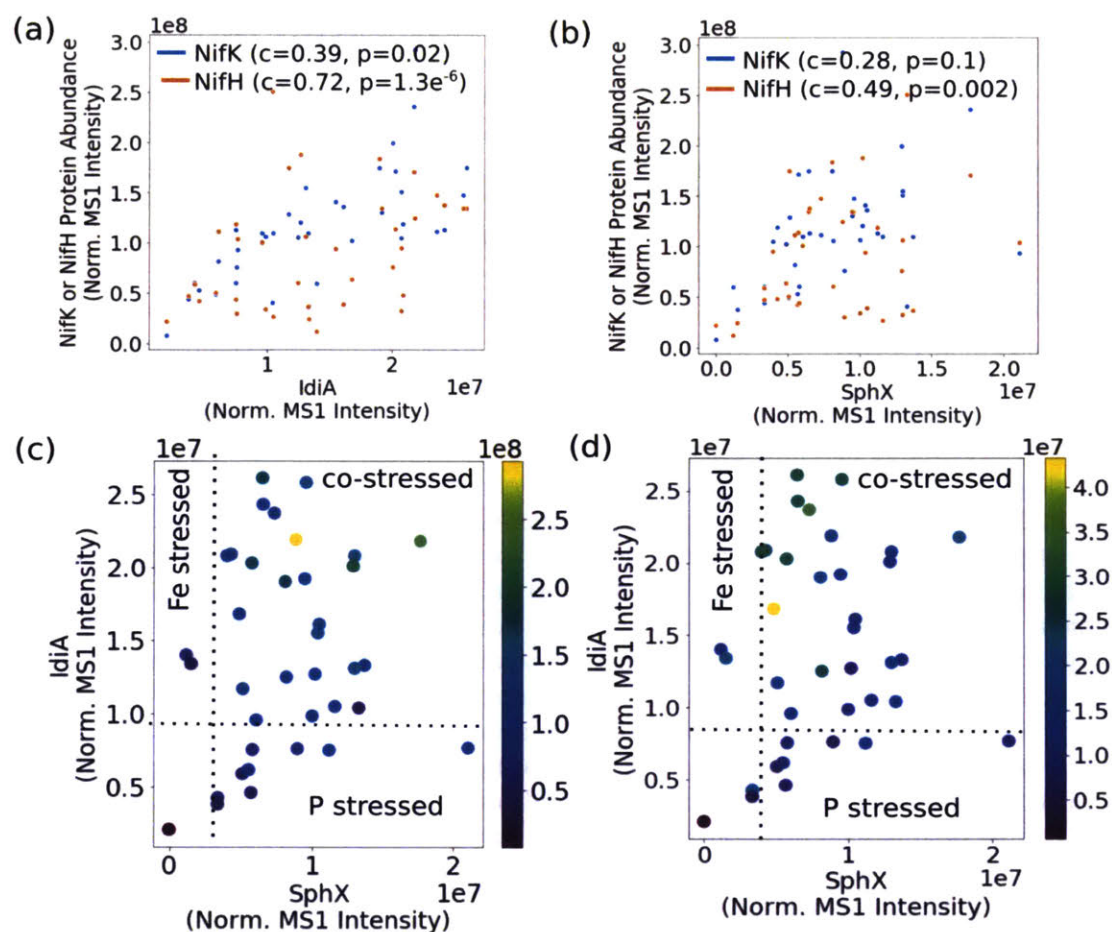 (a)
1e8
NifK (c=0.39, p=0.02)
NifH (c=0.72, p=1.3e-6)
NifK or NifH Protein Abundance
(Norm. MS1 Intensity)
3.0
2.5
2.0
1.5
1.0
0.5
0.0
1
2
1e7
IdiA
(Norm. MS1 Intensity)
(b)
1e8
NifK (c=0.28, p=0.1)
NifH (c=0.49, p=0.002)
NifK or NifH Protein Abundance
(Norm. MS1 Intensity)
3.0
2.5
2.0
1.5
1.0
0.5
0.0
0.0
0.5
1.0
1.5
2.0
1e7
SphX
(Norm. MS1 Intensity)
(c)
1e7
1e8
Fe stressed
co-stressed
P stressed
IdiA
(Norm. MS1 Intensity)
2.5
2.0
1.5
1.0
0.5
0
1
2
1e7
SphX
(Norm. MS1 Intensity)
2.5
2.0
1.5
1.0
0.5
(d)
1e7
1e7
Fe stressed
co-stressed
P stressed
IdiA
(Norm. MS1 Intensity)
2.5
2.0
1.5
1.0
0.5
0
1
2
1e7
SphX
(Norm. MS1 Intensity)
4.0
3.5
3.0
2.5
2.0
1.5
1.0
0.5